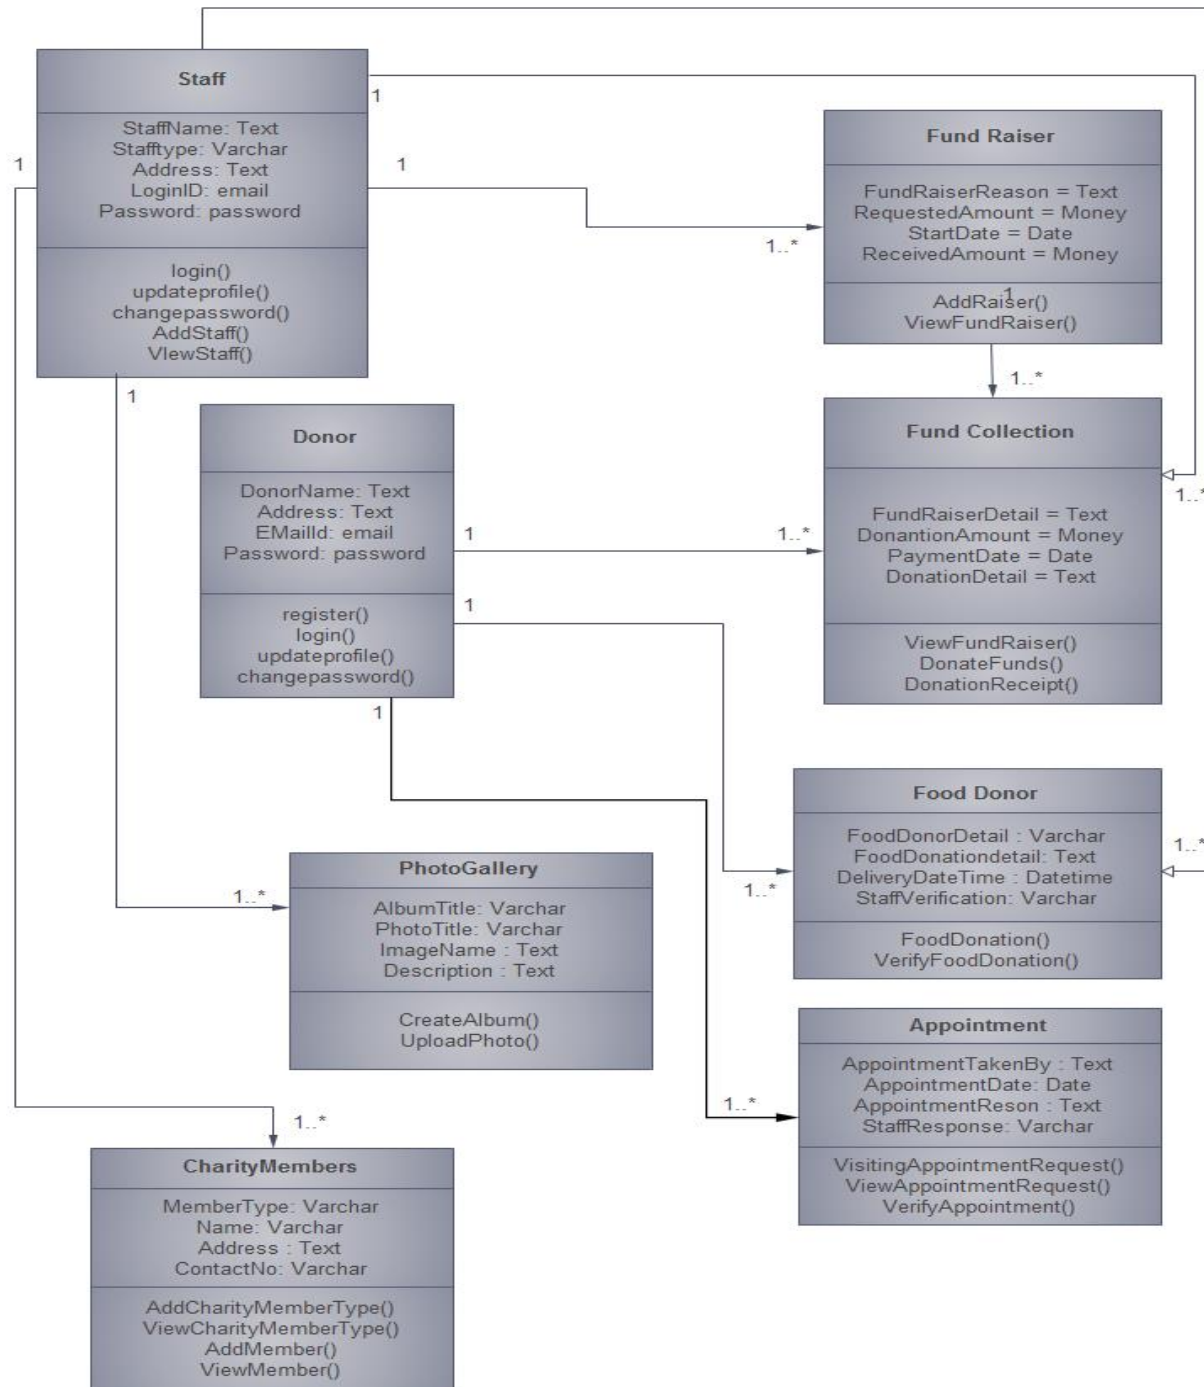 Staff
StaffName: Text
Stafftype: Varchar
Address: Text
LoginID: email
Password: password
login()
updateprofile()
changepassword()
AddStaff()
VIewStaff()
1
1
1
1
Fund Raiser
FundRaiserReason = Text
RequestedAmount = Money
StartDate = Date
ReceivedAmount = Money
1
AddRaiser()
ViewFundRaiser()
1..*
1..*
Donor
DonorName: Text
Address: Text
EMailId: email
Password: password
register()
login()
updateprofile()
changepassword()
1
1
1
Fund Collection
FundRaiserDetail = Text
DonantionAmount = Money
PaymentDate = Date
DonationDetail = Text
ViewFundRaiser()
DonateFunds()
DonationReceipt()
1..*
1..*
Food Donor
FoodDonorDetail : Varchar
FoodDonationdetail: Text
DeliveryDateTime : Datetime
StaffVerification: Varchar
FoodDonation()
VerifyFoodDonation()
1..*
1..*
PhotoGallery
AlbumTitle: Varchar
PhotoTitle: Varchar
ImageName : Text
Description : Text
CreateAlbum()
UploadPhoto()
1..*
Appointment
AppointmentTakenBy : Text
AppointmentDate: Date
AppointmentReson : Text
StaffResponse: Varchar
VisitingAppointmentRequest()
ViewAppointmentRequest()
VerifyAppointment()
1..*
1..*
CharityMembers
MemberType: Varchar
Name: Varchar
Address : Text
ContactNo: Varchar
AddCharityMemberType()
ViewCharityMemberType()
AddMember()
ViewMember()